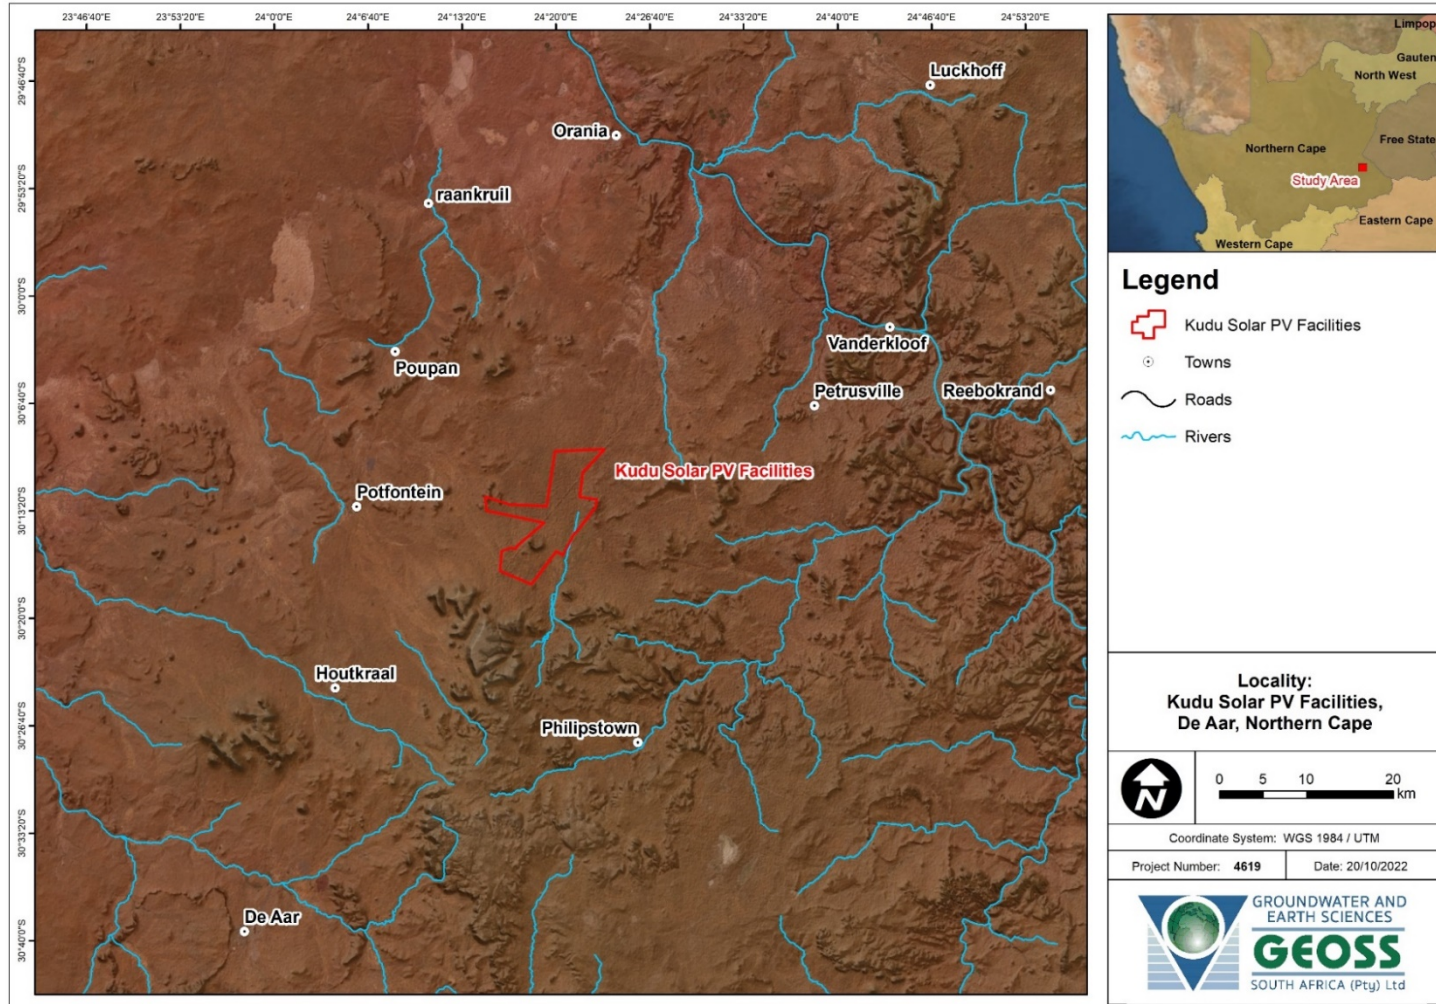 23°46'40"E 23°53'20"E 24°0'0"E 24°6'40"E 24°13'20"E 24°20'0"E 24°26'40"E 24°33'20"E 24°40'0"E 24°46'40"E 24°53'20"E
29°46'40"S
29°53'20"S
30°0'0"S
30°6'40"S
30°13'20"S
30°20'0"S
30°26'40"S
30°33'20"S
30°40'0"S
Luckhoff
Orania
raankruil
Vanderkloof
Poupan
Petrusville
Reebokrand
Kudu Solar PV Facilities
Potfontein
Houtkraal
Philipstown
De Aar
Limpop
Gauten
North West
Free State
Northern Cape
Study Area
Eastern Cape
Western Cape
Legend
Kudu Solar PV Facilities
Towns
Roads
Rivers
Locality:
Kudu Solar PV Facilities,
De Aar, Northern Cape
N
0 5 10 20
km
Coordinate System: WGS 1984 / UTM
Project Number: 4619 Date: 20/10/2022
GROUNDWATER AND
EARTH SCIENCES
GEOSS
SOUTH AFRICA (Pty) Ltd